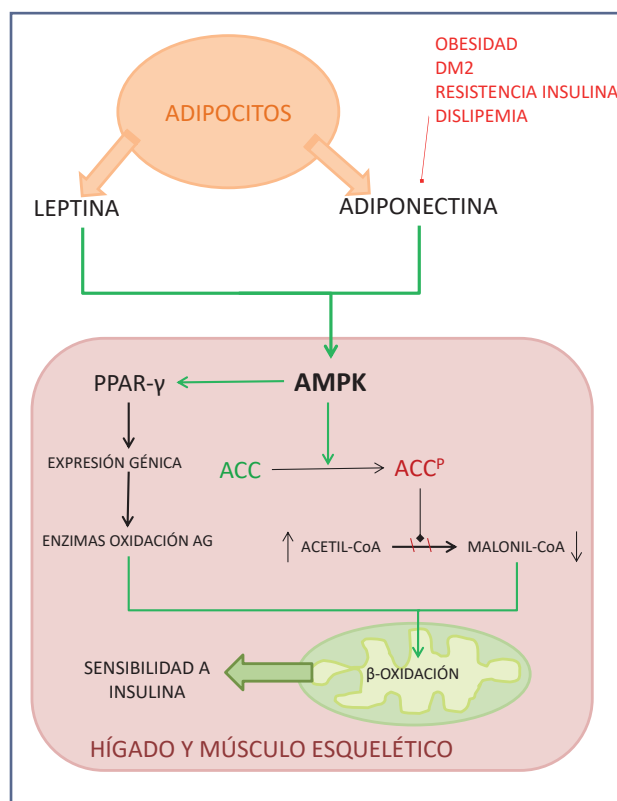 OBESIDAD
DM2
RESISTENCIA INSULINA
DISLIPEMIA
ADIPOCITOS
LEPTINA
ADIPONECTINA
PPAR-γ
AMPK
EXPRESIÓN GÉNICA
ACC
ACCᴾ
ENZIMAS OXIDACIÓN AG
ACETIL-CoA
MALONIL-CoA
SENSIBILIDAD A
INSULINA
β-OXIDACIÓN
HÍGADO Y MÚSCULO ESQUELÉTICO